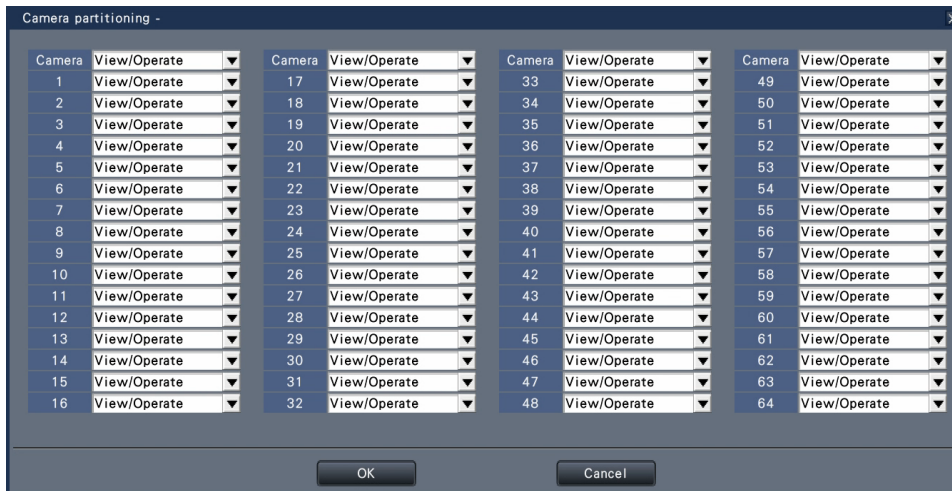 Camera partitioning -
Camera View/Operate Camera View/Operate Camera View/Operate Camera View/Operate
1 View/Operate 17 View/Operate 33 View/Operate 49 View/Operate
2 View/Operate 18 View/Operate 34 View/Operate 50 View/Operate
3 View/Operate 19 View/Operate 35 View/Operate 51 View/Operate
4 View/Operate 20 View/Operate 36 View/Operate 52 View/Operate
5 View/Operate 21 View/Operate 37 View/Operate 53 View/Operate
6 View/Operate 22 View/Operate 38 View/Operate 54 View/Operate
7 View/Operate 23 View/Operate 39 View/Operate 55 View/Operate
8 View/Operate 24 View/Operate 40 View/Operate 56 View/Operate
9 View/Operate 25 View/Operate 41 View/Operate 57 View/Operate
10 View/Operate 26 View/Operate 42 View/Operate 58 View/Operate
11 View/Operate 27 View/Operate 43 View/Operate 59 View/Operate
12 View/Operate 28 View/Operate 44 View/Operate 60 View/Operate
13 View/Operate 29 View/Operate 45 View/Operate 61 View/Operate
14 View/Operate 30 View/Operate 46 View/Operate 62 View/Operate
15 View/Operate 31 View/Operate 47 View/Operate 63 View/Operate
16 View/Operate 32 View/Operate 48 View/Operate 64 View/Operate
OK Cancel